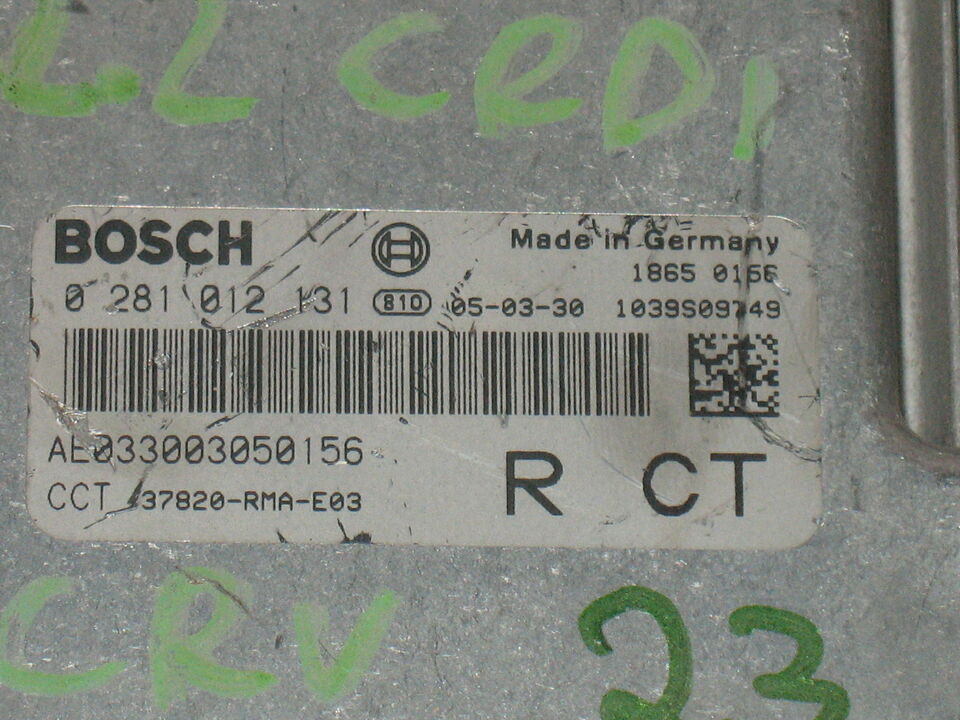 2.2 CRDI
BOSCH
Made in Germany
1865 0156
0 281 012 131 810 05-03-30 1039S09749
AE033003050156
CCT 37820-RMA-E03
R CT
CRV 23